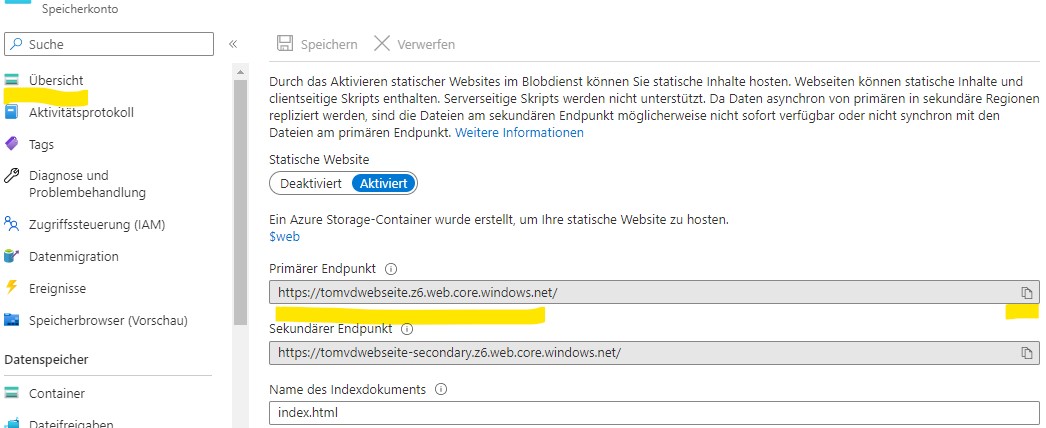 Speicherkonto
Suche
«
Speichern
Verwerfen
Übersicht
Aktivitätsprotokoll
Tags
Diagnose und
Problembehandlung
Zugriffssteuerung (IAM)
Datenmigration
Ereignisse
Speicherbrowser (Vorschau)
Datenspeicher
Container
Dateifreigaben
Durch das Aktivieren statischer Websites im Blobdienst können Sie statische Inhalte hosten. Webseiten können statische Inhalte und
clientseitige Skripts enthalten. Serverseitige Skripts werden nicht unterstützt. Da Daten asynchron von primären in sekundäre Regionen
repliziert werden, sind die Dateien am sekundären Endpunkt möglicherweise nicht sofort verfügbar oder nicht synchron mit den
Dateien am primären Endpunkt. Weitere Informationen
Statische Website
Deaktiviert Aktiviert
Ein Azure Storage-Container wurde erstellt, um Ihre statische Website zu hosten.
$web
Primärer Endpunkt
https://tomvdwebseite.z6.web.core.windows.net/
Sekundärer Endpunkt
https://tomvdwebseite-secondary.z6.web.core.windows.net/
Name des Indexdokuments
index.html